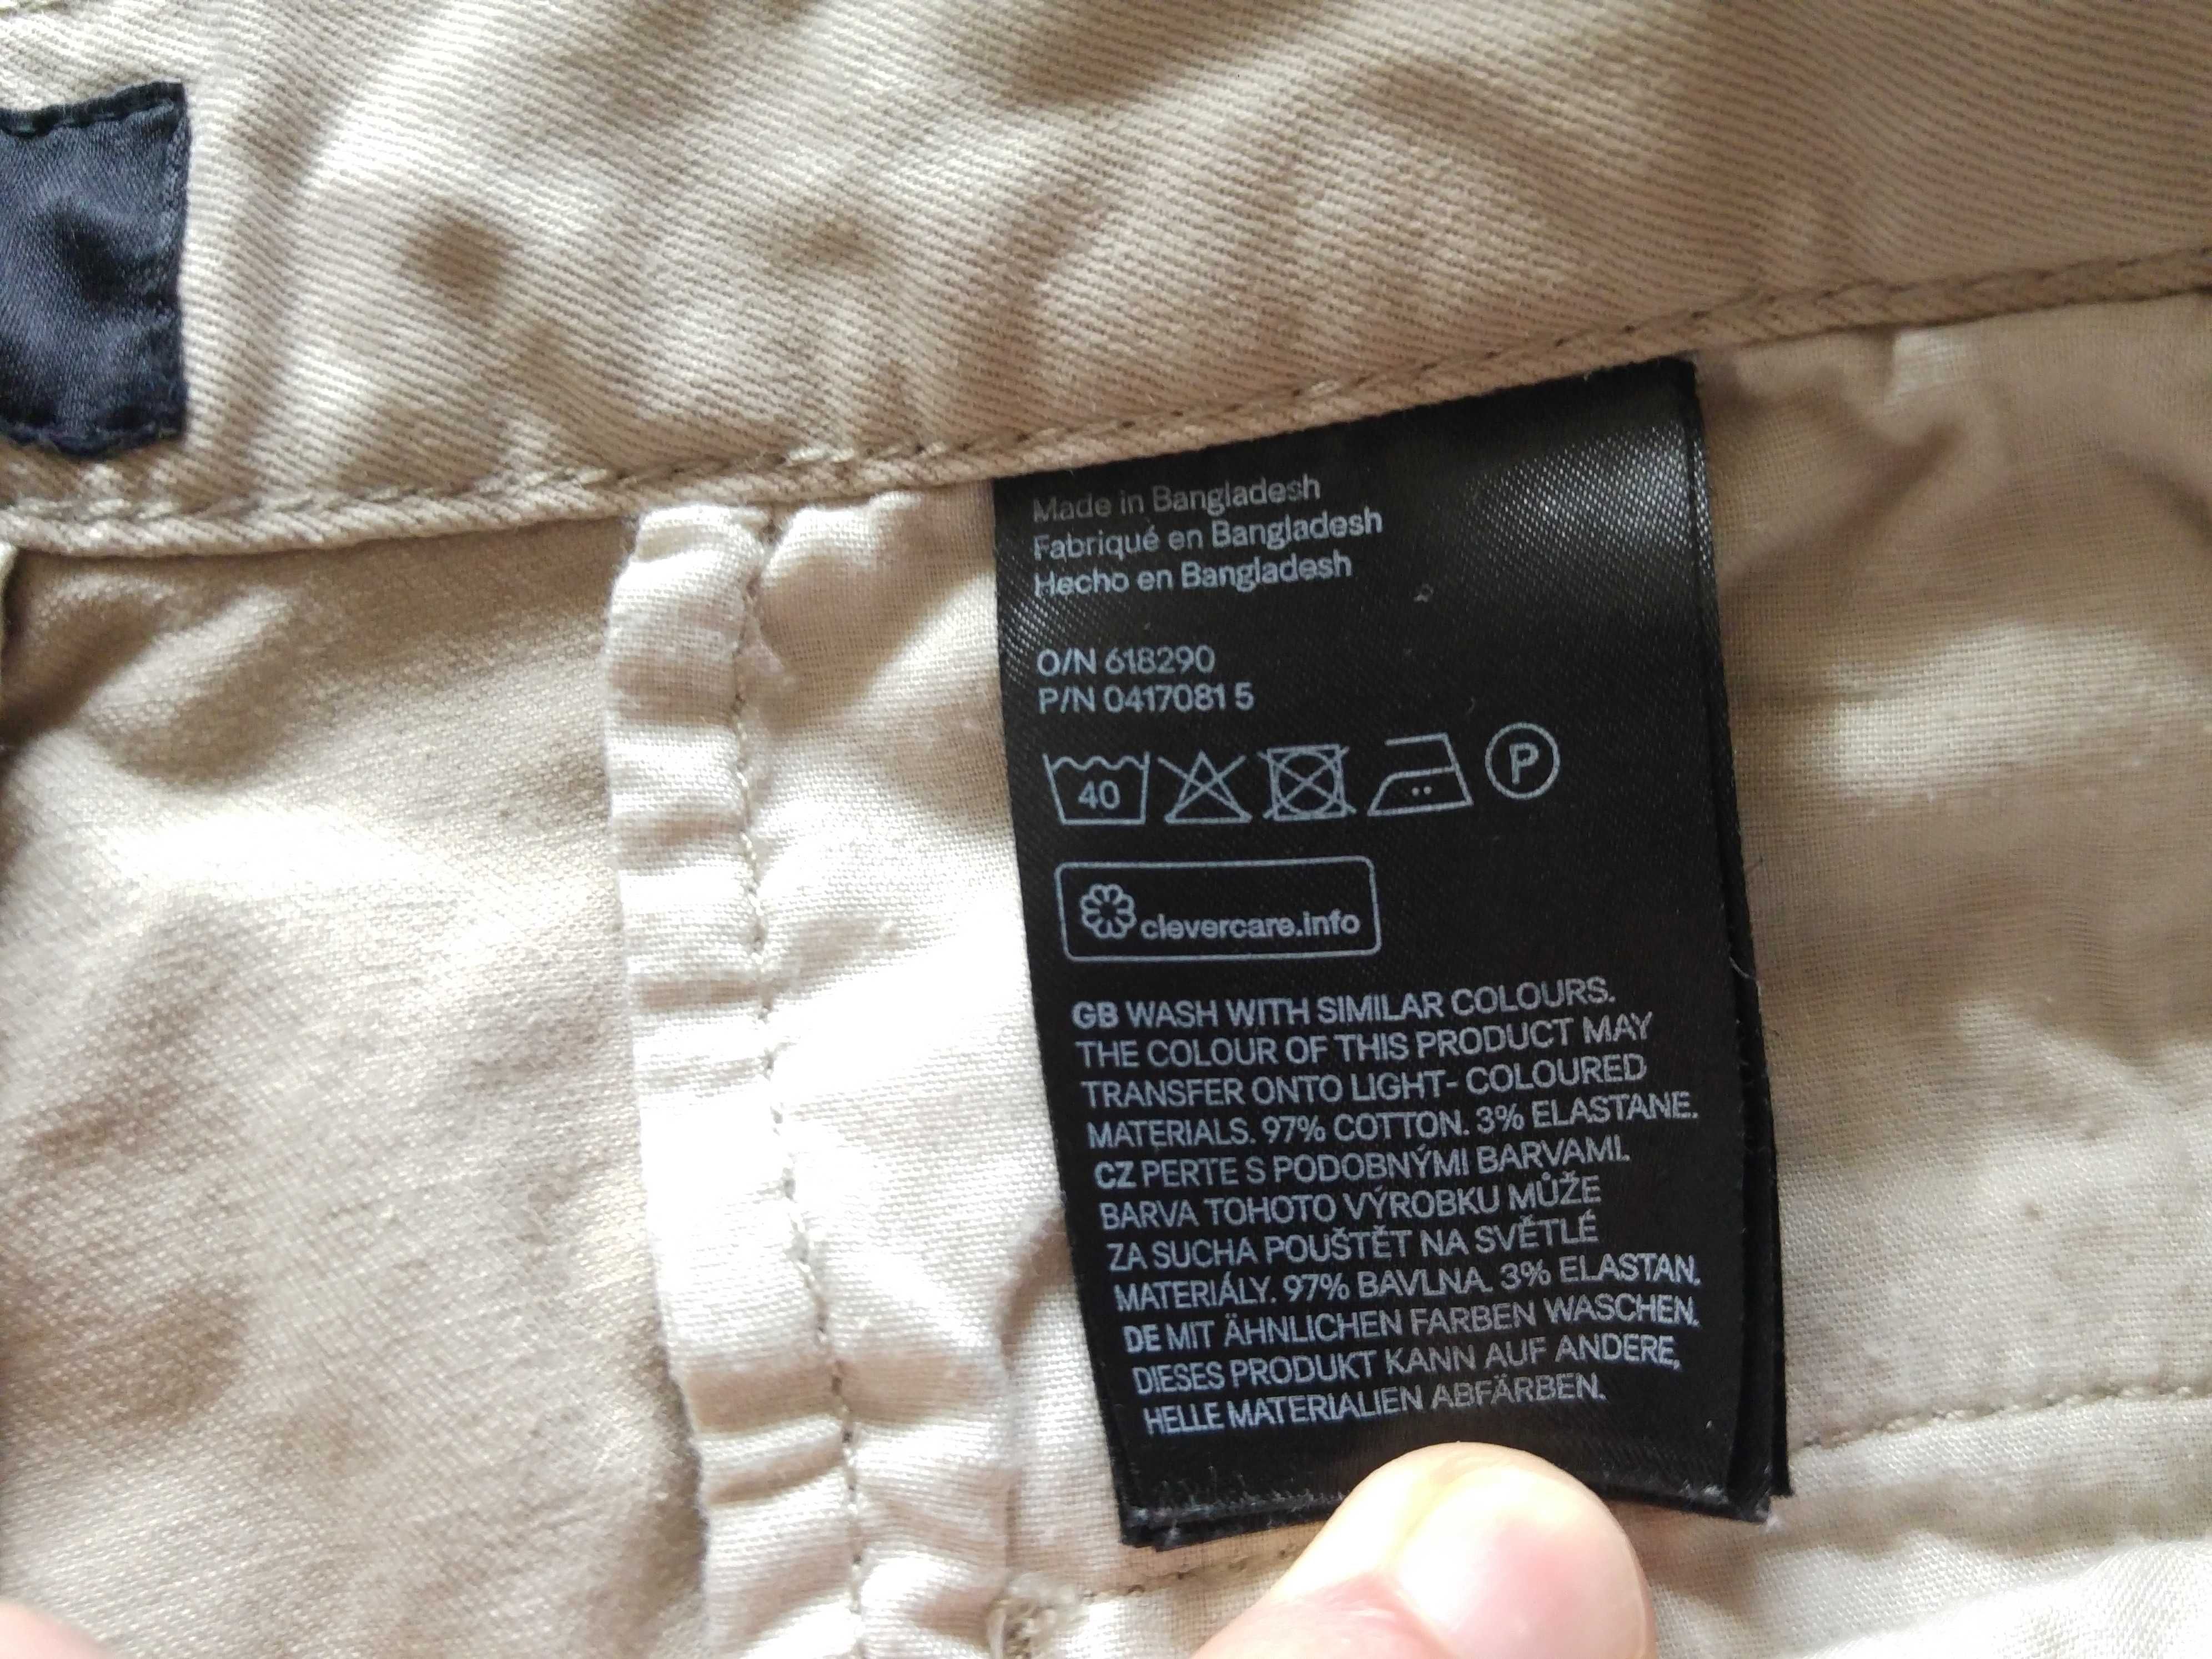 Made in Bangladesh
Fabriqué en Bangladesh
Hecho en Bangladesh
O/N 618290
P/N 0417081 5
40 P
clevercare.info
GB WASH WITH SIMILAR COLOURS.
THE COLOUR OF THIS PRODUCT MAY
TRANSFER ONTO LIGHT- COLOURED
MATERIALS. 97% COTTON. 3% ELASTANE.
CZ PERTE S PODOBNÝMI BARVAMI.
BARVA TOHOTO VÝROBKU MŮŽE
ZA SUCHA POUŠTĚT NA SVĚTLÉ
MATERIÁLY. 97% BAVLNA. 3% ELASTAN.
DE MIT ÄHNLICHEN FARBEN WASCHEN.
DIESES PRODUKT KANN AUF ANDERE,
HELLE MATERIALIEN ABFÄRBEN.